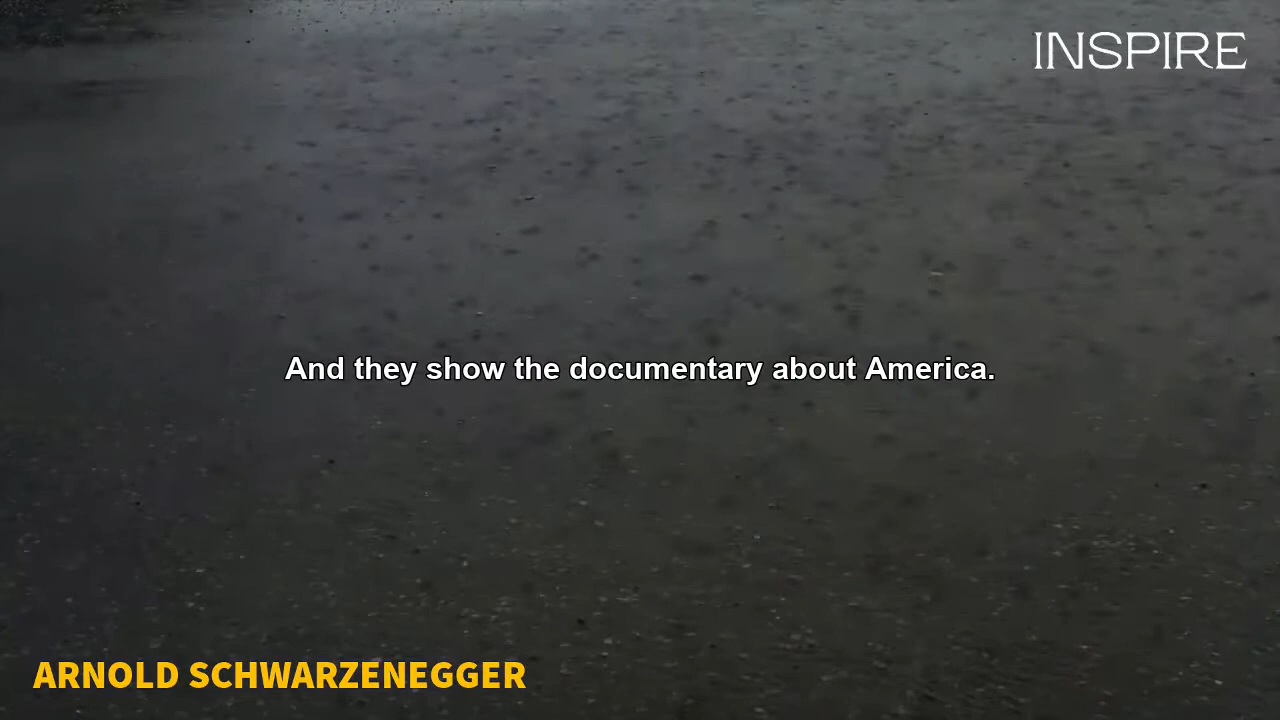 INSPIRE
And they show the documentary about America.
ARNOLD SCHWARZENEGGER